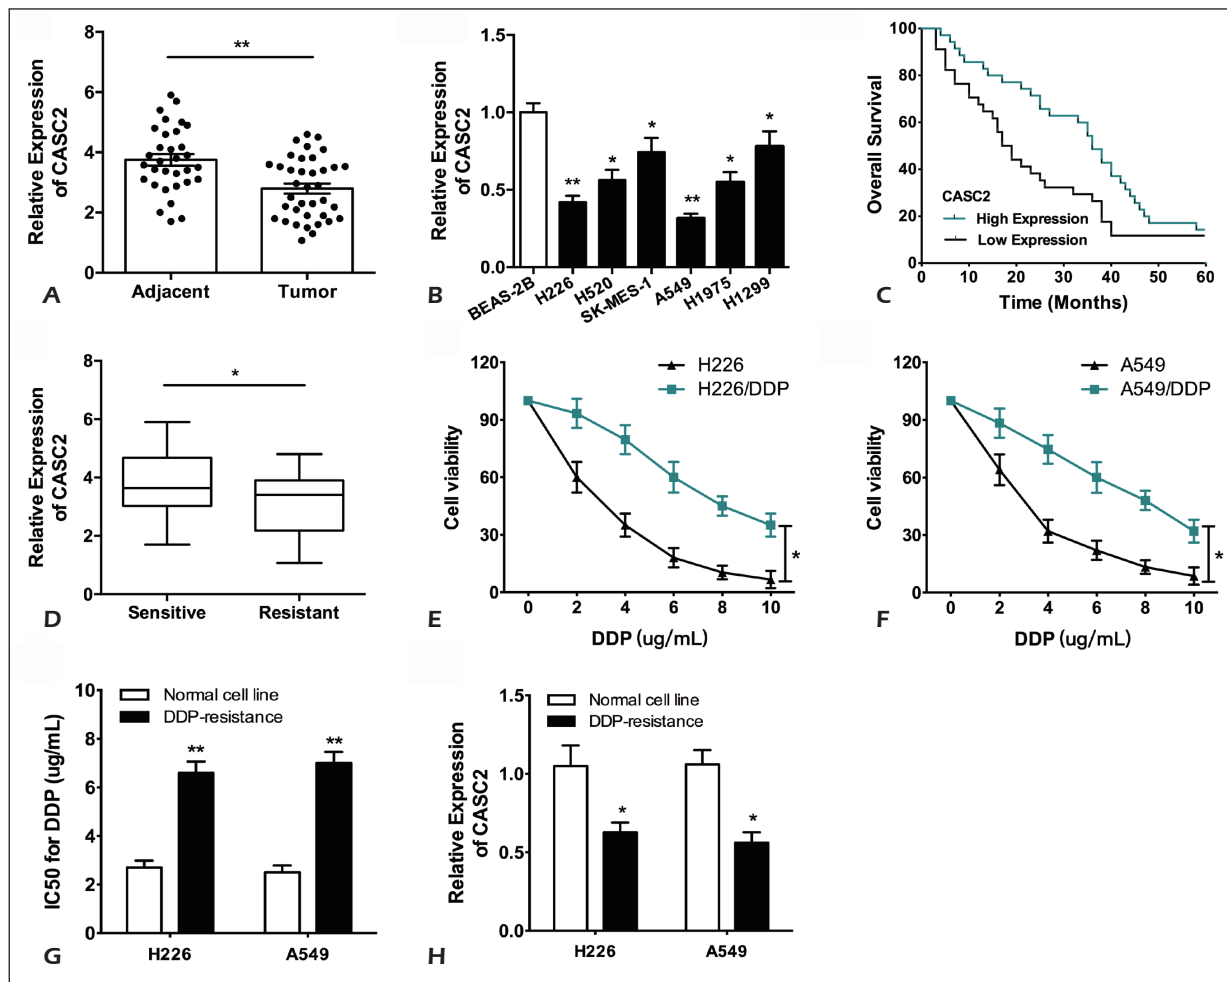 **
8
6
4
2
0
Relative Expression
of CASC2
Adjacent
Tumor
A
1.5
1.0
0.5
0.0
Relative Expression
of CASC2
**
*
*
**
*
*
BEAS-2B
H226
H520
SK-MES-1
A549
H1975
H1299
B
100
80
60
40
20
0
Overall Survival
CASC2
High Expression
Low Expression
0 10 20 30 40 50 60
Time (Months)
C
*
8
6
4
2
0
Relative Expression
of CASC2
Sensitive
Resistant
D
120
90
60
30
0
Cell viability
H226
H226/DDP
*
0 2 4 6 8 10
DDP (ug/mL)
E
120
90
60
30
0
Cell viability
A549
A549/DDP
*
0 2 4 6 8 10
DDP (ug/mL)
F
10
8
6
4
2
0
IC50 for DDP (ug/mL)
Normal cell line
DDP-resistance
**
**
H226
A549
G
1.5
1.0
0.5
0.0
Relative Expression
of CASC2
Normal cell line
DDP-resistance
*
*
H226
A549
H